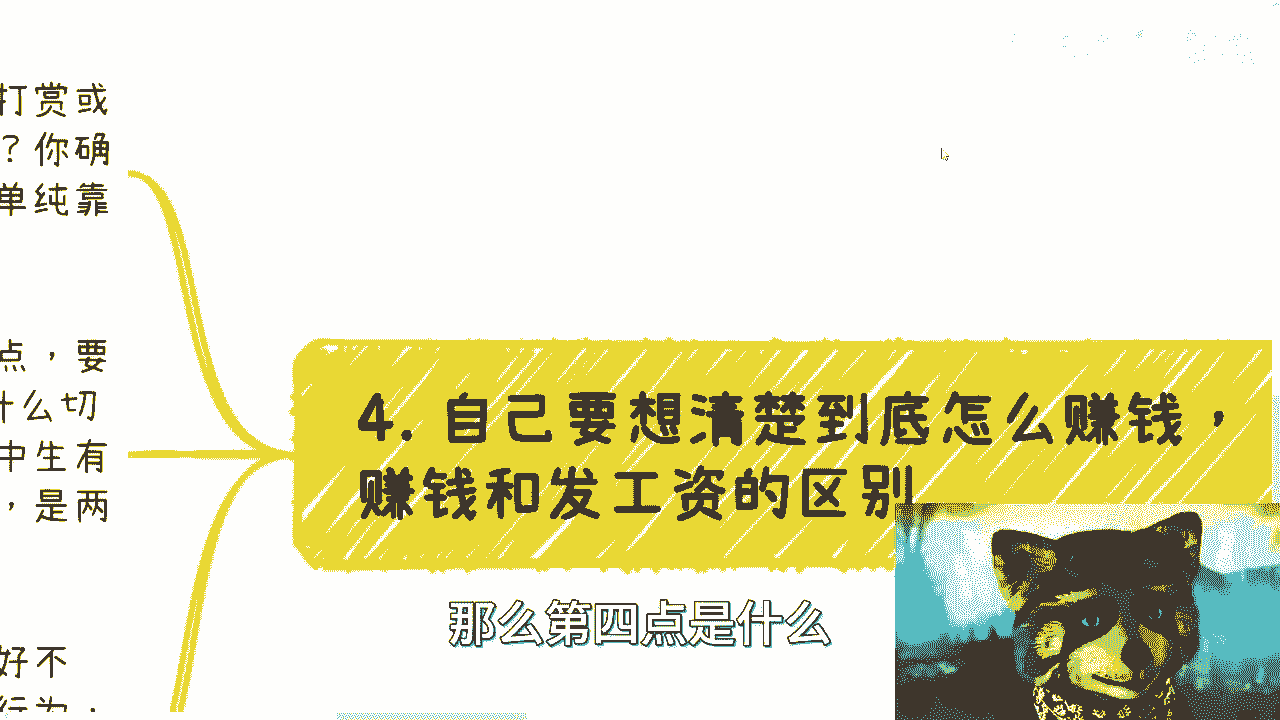 打赏或
？你确
单纯靠
点，要
什么切
中生有
，是两
好不
行为，
4. 自己要想清楚到底怎么赚钱，
赚钱和发工资的区别
那么第四点是什么